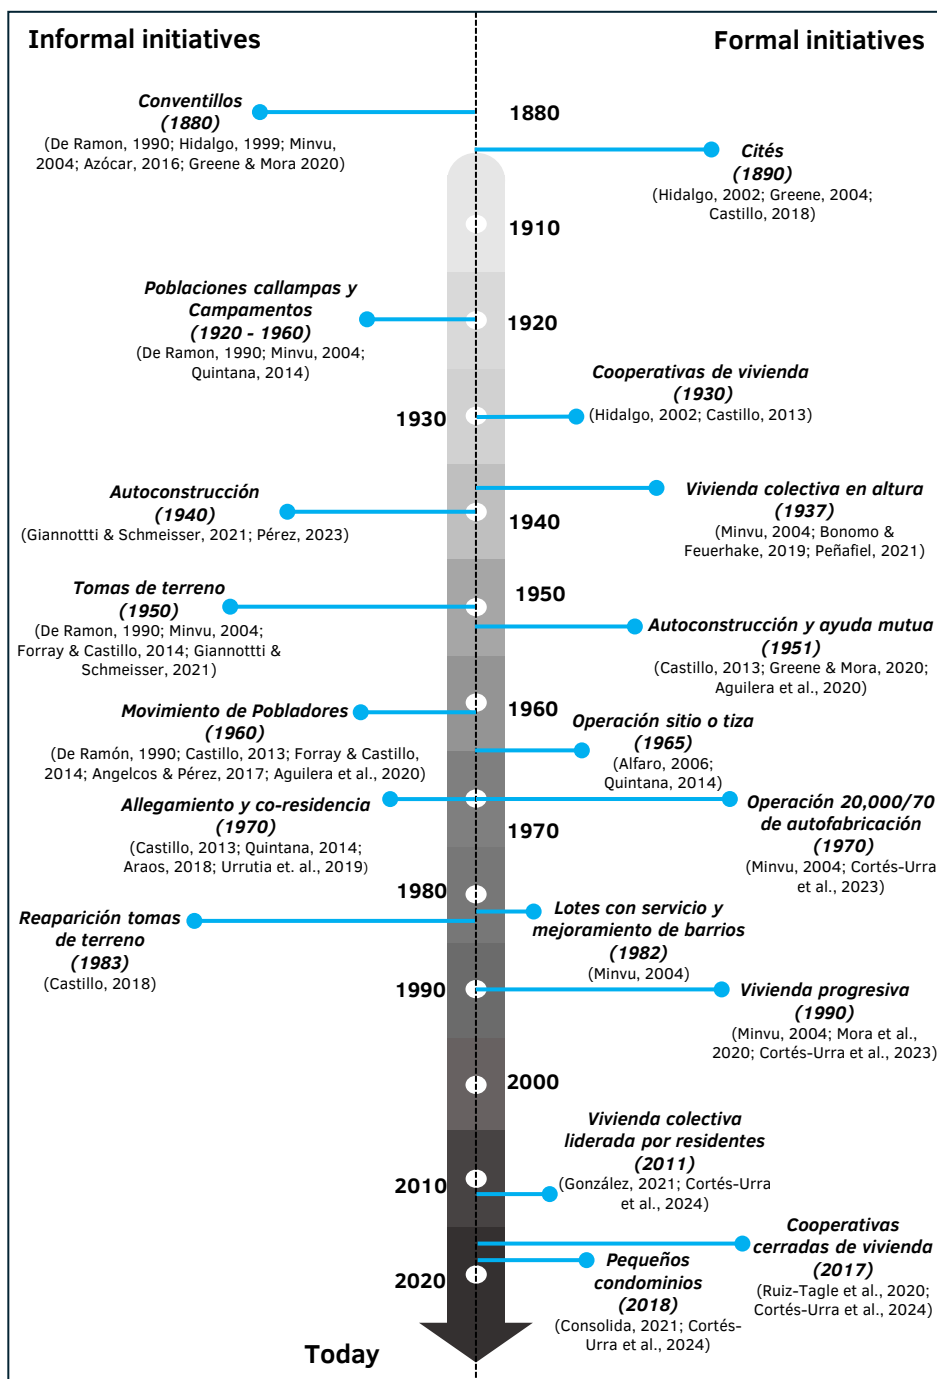 Informal initiatives
Formal initiatives
Conventillos
(1880)
(De Ramon, 1990; Hidalgo, 1999; Minvu,
2004; Azócar, 2016; Greene & Mora 2020)
1880
Cités
(1890)
(Hidalgo, 2002; Greene, 2004;
Castillo, 2018)
1910
Poblaciones callampas y
Campamentos
(1920 - 1960)
(De Ramon, 1990; Minvu, 2004;
Quintana, 2014)
1920
Cooperativas de vivienda
(1930)
(Hidalgo, 2002; Castillo, 2013)
1930
Autoconstrucción
(1940)
(Giannottti & Schmeisser, 2021; Pérez, 2023)
1940
Vivienda colectiva en altura
(1937)
(Minvu, 2004; Bonomo &
Feuerhake, 2019; Peñafiel, 2021)
Tomas de terreno
(1950)
(De Ramon, 1990; Minvu, 2004;
Forray & Castillo, 2014; Giannottti &
Schmeisser, 2021)
1950
Autoconstrucción y ayuda mutua
(1951)
(Castillo, 2013; Greene & Mora, 2020;
Aguilera et al., 2020)
Movimiento de Pobladores
(1960)
(De Ramón, 1990; Castillo, 2013; Forray & Castillo,
2014; Angelcos & Pérez, 2017; Aguilera et al., 2020)
1960
Operación sitio o tiza
(1965)
(Alfaro, 2006;
Quintana, 2014)
Allegamiento y co-residencia
(1970)
(Castillo, 2013; Quintana, 2014;
Araos, 2018; Urrutia et. al., 2019)
1970
Operación 20,000/70
de autofabricación
(1970)
(Minvu, 2004; Cortés-Urra
et al., 2023)
1980
Reaparición tomas
de terreno
(1983)
(Castillo, 2018)
Lotes con servicio y
mejoramiento de barrios
(1982)
(Minvu, 2004)
1990
Vivienda progresiva
(1990)
(Minvu, 2004; Mora et al.,
2020; Cortés-Urra et al., 2023)
2000
Vivienda colectiva
liderada por residentes
(2011)
(González, 2021; Cortés-Urra
et al., 2024)
2010
Cooperativas
cerradas de vivienda
(2017)
(Ruiz-Tagle et al., 2020;
Cortés-Urra et al., 2024)
2020
Pequeños
condominios
(2018)
(Consolida, 2021; Cortés-
Urra et al., 2024)
Today